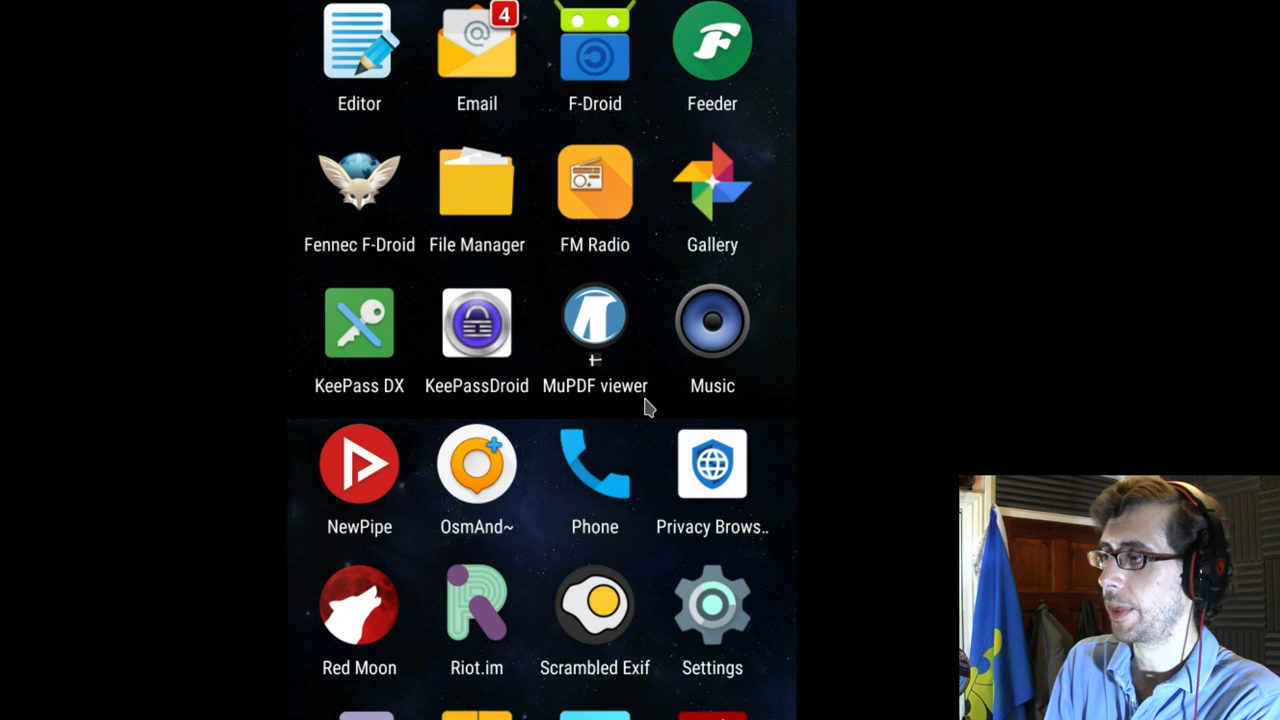 4
Editor Email F-Droid Feeder
Fennec F-Droid File Manager FM Radio Gallery
KeePass DX KeePassDroid MuPDF viewer Music
NewPipe OsmAnd~ Phone Privacy Brows..
Red Moon Riot.im Scrambled Exif Settings